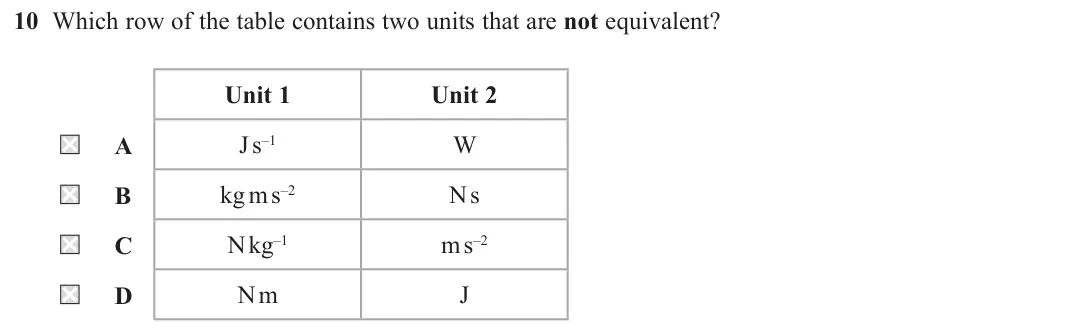 10 Which row of the table contains two units that are not equivalent?
Unit 1 Unit 2
A J s⁻¹ W
B kg m s⁻² N s
C N kg⁻¹ m s⁻²
D N m J